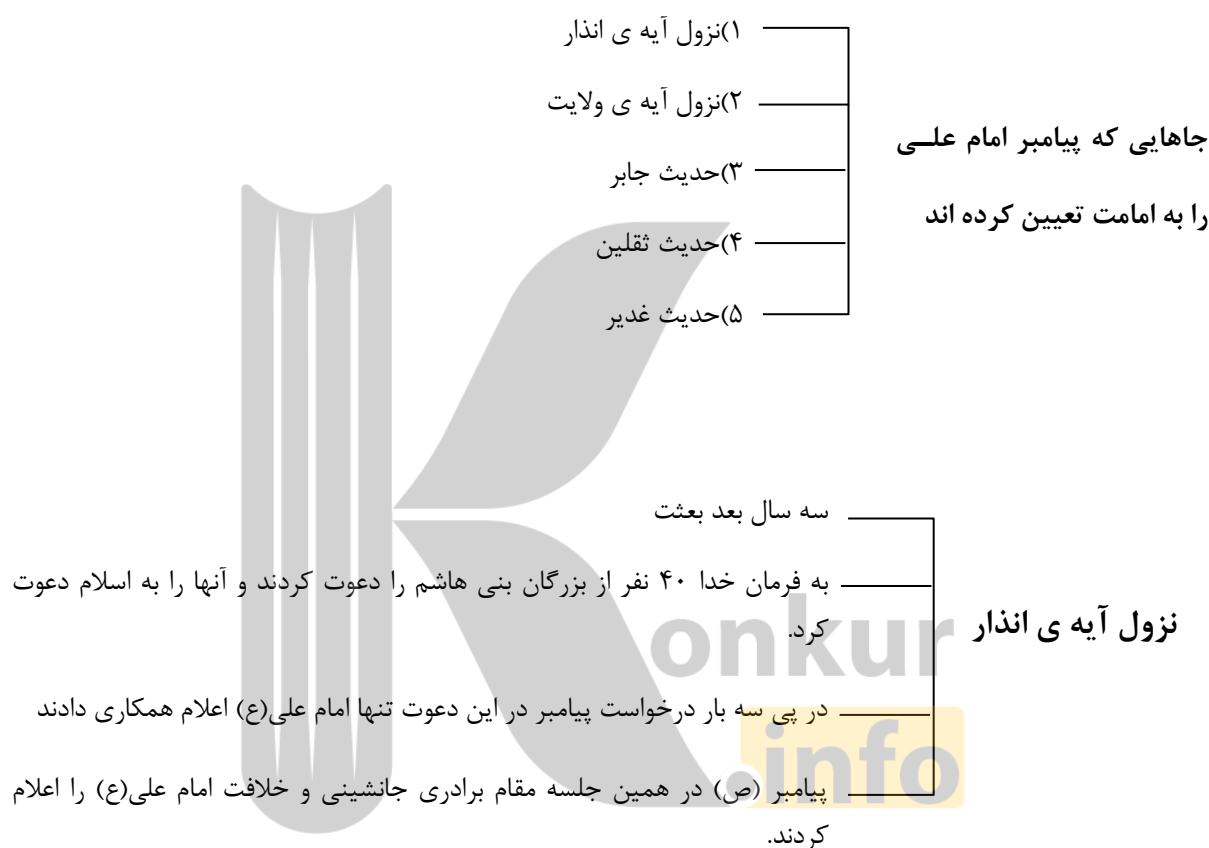 ۱)نزول آیه ی انذار
۲)نزول آیه ی ولایت
جاهایی که پیامبر امام علــی
را به امامت تعیین کرده اند
۳)حدیث جابر
۴)حدیث ثقلین
۵)حدیث غدیر
نزول آیه ی انذار
سه سال بعد بعثت
به فرمان خدا ۴۰ نفر از بزرگان بنی هاشم را دعوت کردند و آنها را به اسلام دعوت
کرد.
در پی سه بار درخواست پیامبر در این دعوت تنها امام علی(ع) اعلام همکاری دادند
پیامبر (ص) در همین جلسه مقام برادری جانشینی و خلافت امام علی(ع) را اعلام
کردند.
Konkur
.info